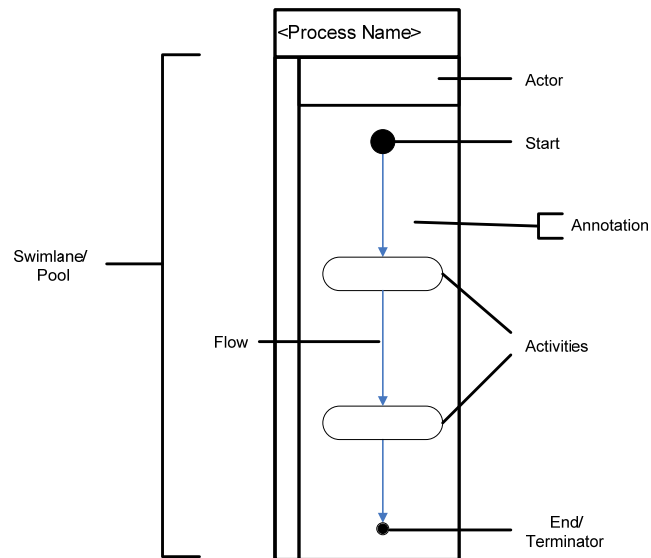 <Process Name>
Actor
Start
Annotation
Swimlane/
Pool
Flow
Activities
End/
Terminator